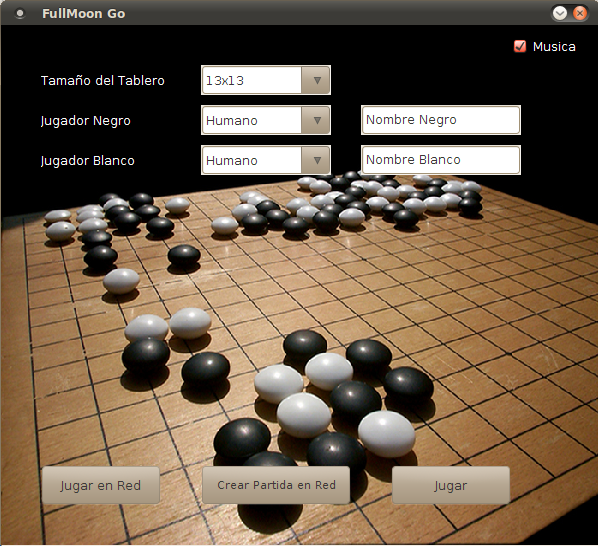 FullMoon Go
Musica
Tamaño del Tablero 13x13
Jugador Negro Humano Nombre Negro
Jugador Blanco Humano Nombre Blanco
Jugar en Red Crear Partida en Red Jugar